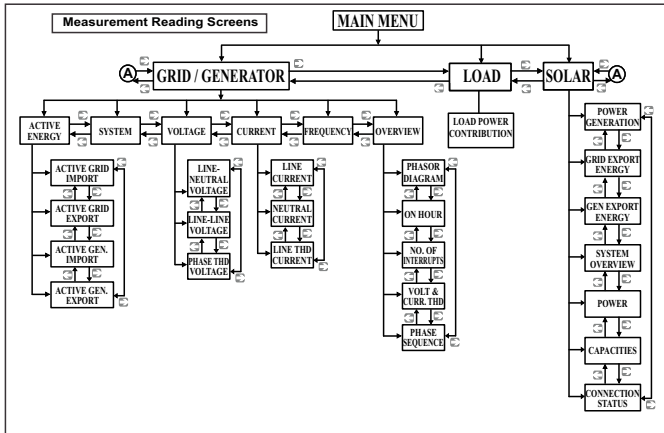 Measurement Reading Screens
MAIN MENU
A
GRID / GENERATOR
LOAD
SOLAR
A
LOAD POWER
CONTRIBUTION
ACTIVE
ENERGY
SYSTEM
VOLTAGE
CURRENT
FREQUENCY
OVERVIEW
ACTIVE GRID
IMPORT
ACTIVE GRID
EXPORT
ACTIVE GEN.
IMPORT
ACTIVE GEN.
EXPORT
LINE-
NEUTRAL
VOLTAGE
LINE-LINE
VOLTAGE
PHASE THD
VOLTAGE
LINE
CURRENT
NEUTRAL
CURRENT
LINE THD
CURRENT
PHASOR
DIAGRAM
ON HOUR
NO. OF
INTERRUPTS
VOLT &
CURR. THD
PHASE
SEQUENCE
POWER
GENERATION
GRID EXPORT
ENERGY
GEN EXPORT
ENERGY
SYSTEM
OVERVIEW
POWER
CAPACITIES
CONNECTION
STATUS